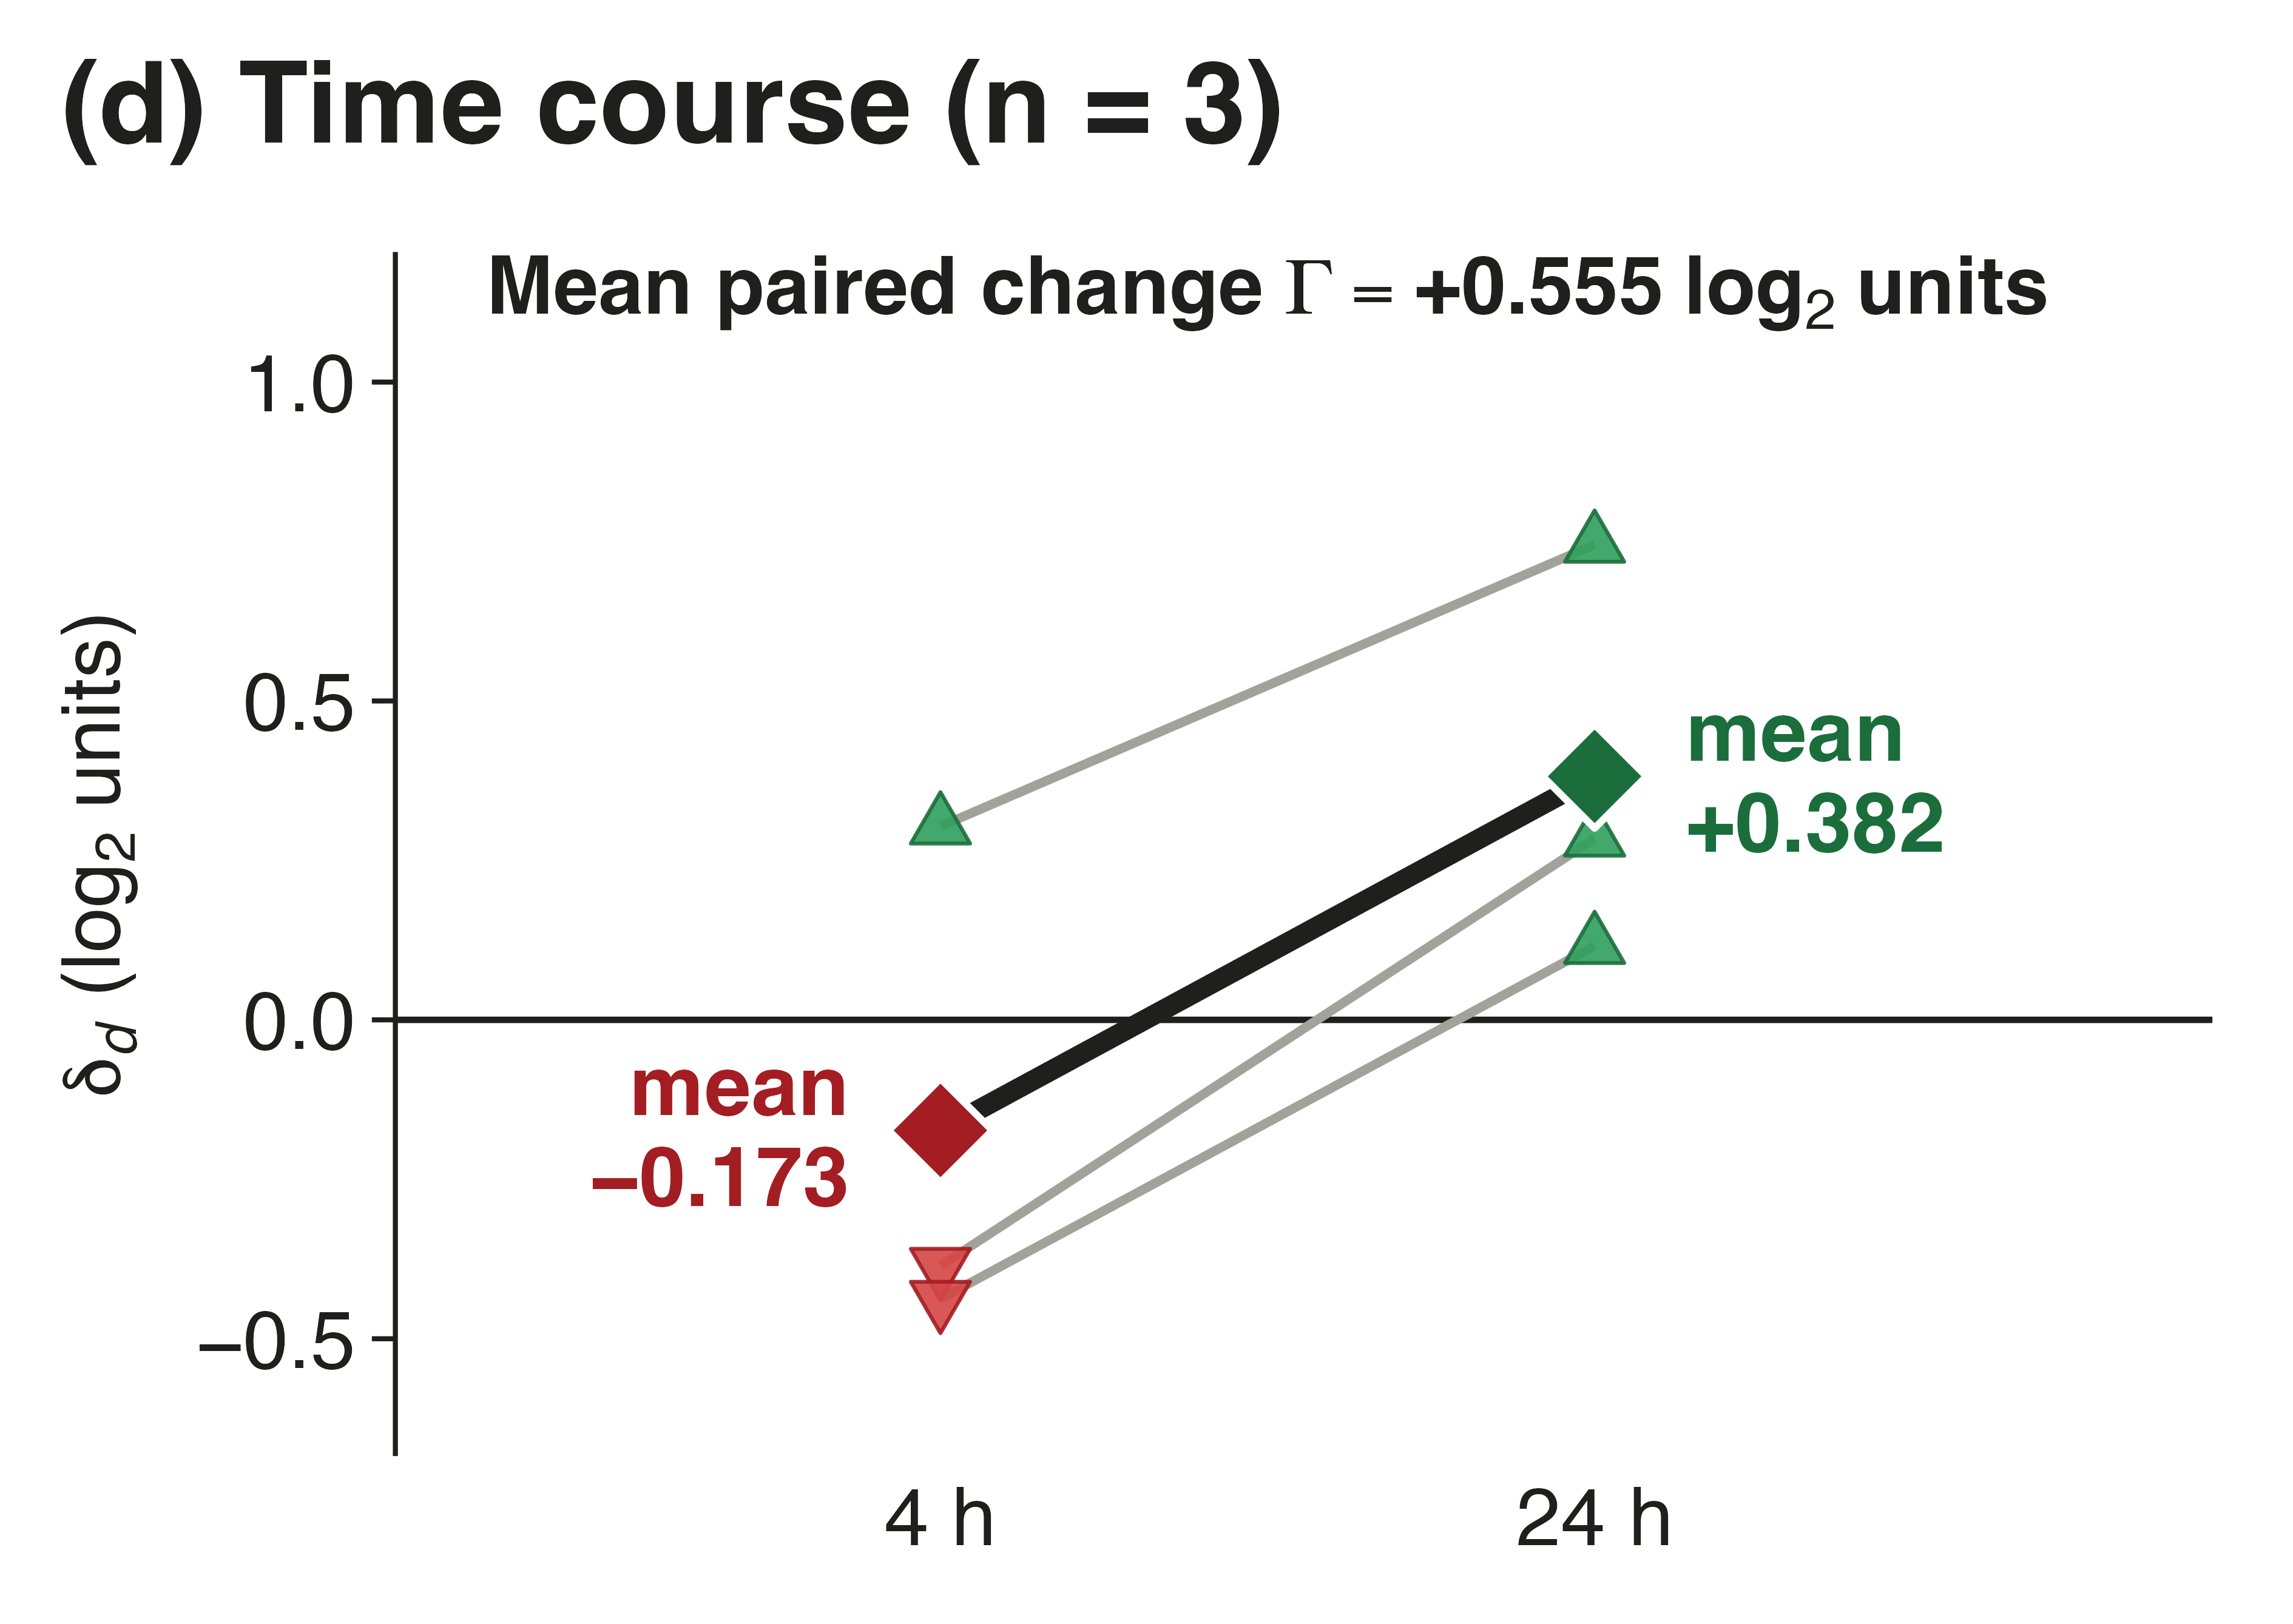 (d) Time course (n = 3)
Mean paired change Γ = +0.555 log₂ units
1.0
0.5
0.0
−0.5
δ_d (log₂ units)
mean
+0.382
mean
−0.173
4 h
24 h